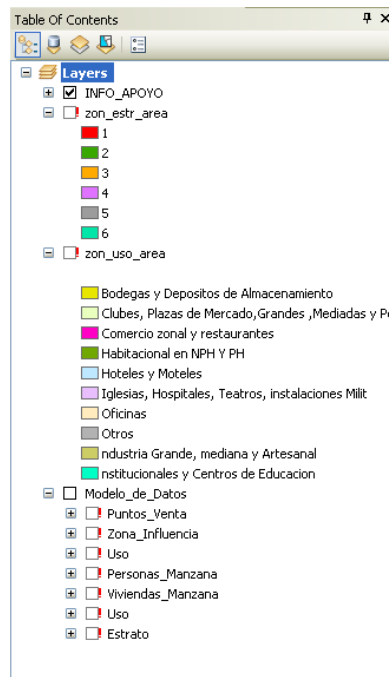 Table Of Contents
Layers
INFO_APOYO
zon_estr_area
1
2
3
4
5
6
zon_uso_area
Bodegas y Depositos de Almacenamiento
Clubes, Plazas de Mercado,Grandes ,Mediadas y Pe
Comercio zonal y restaurantes
Habitacional en NPH Y PH
Hoteles y Moteles
Iglesias, Hospitales, Teatros, instalaciones Milit
Oficinas
Otros
ndustria Grande, mediana y Artesanal
nstitucionales y Centros de Educacion
Modelo_de_Datos
Puntos_Venta
Zona_Influencia
Uso
Personas_Manzana
Viviendas_Manzana
Uso
Estrato